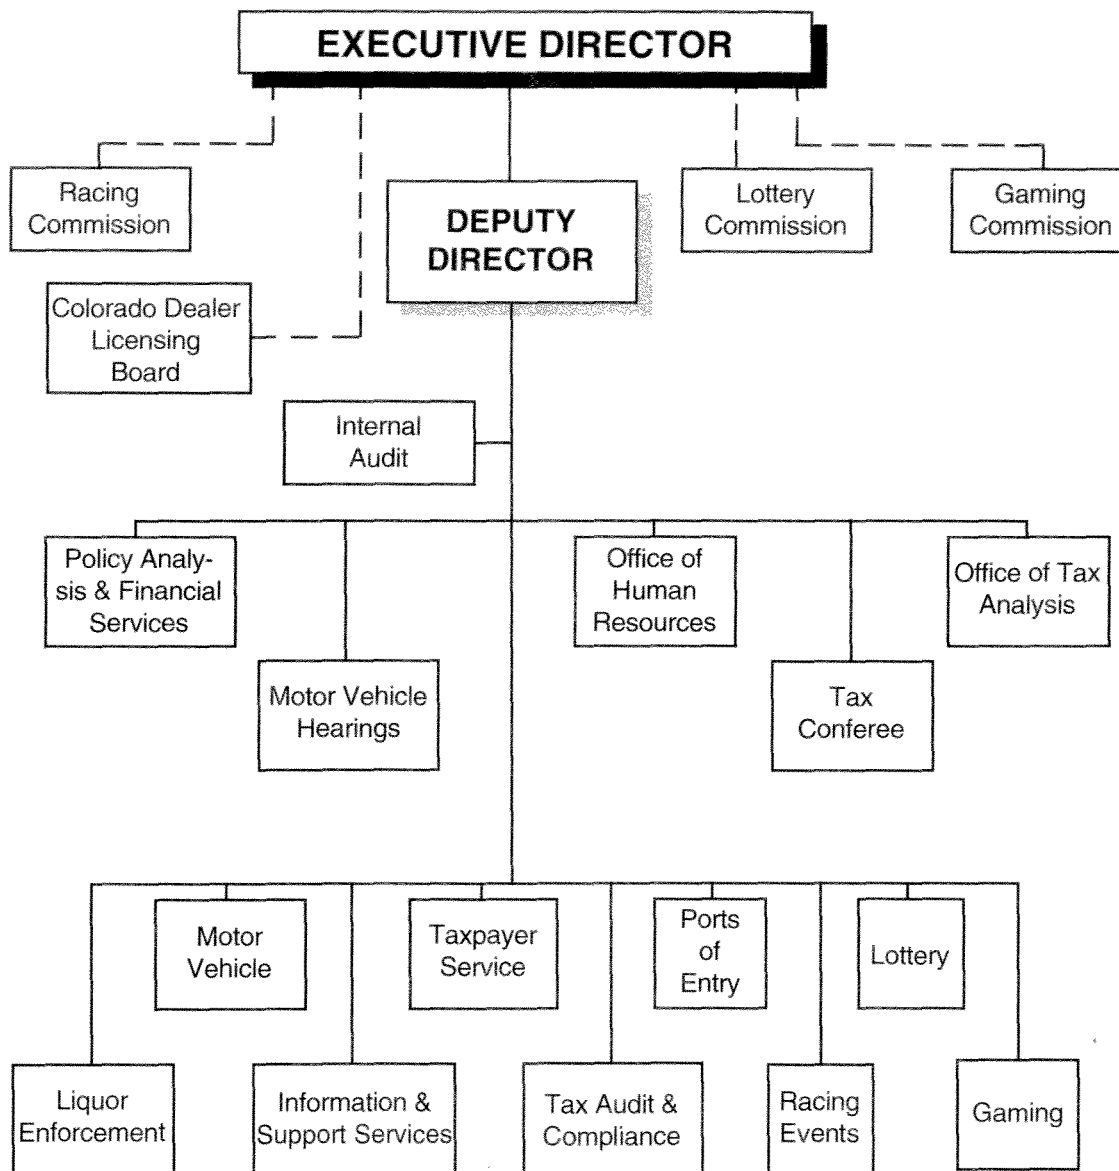 EXECUTIVE DIRECTOR
Racing
Commission
DEPUTY
DIRECTOR
Lottery
Commission
Gaming
Commission
Colorado Dealer
Licensing
Board
Internal
Audit
Policy Analy-
sis & Financial
Services
Office of
Human
Resources
Office of Tax
Analysis
Motor Vehicle
Hearings
Tax
Conferee
Motor
Vehicle
Taxpayer
Service
Ports
of
Entry
Lottery
Liquor
Enforcement
Information &
Support Services
Tax Audit &
Compliance
Racing
Events
Gaming